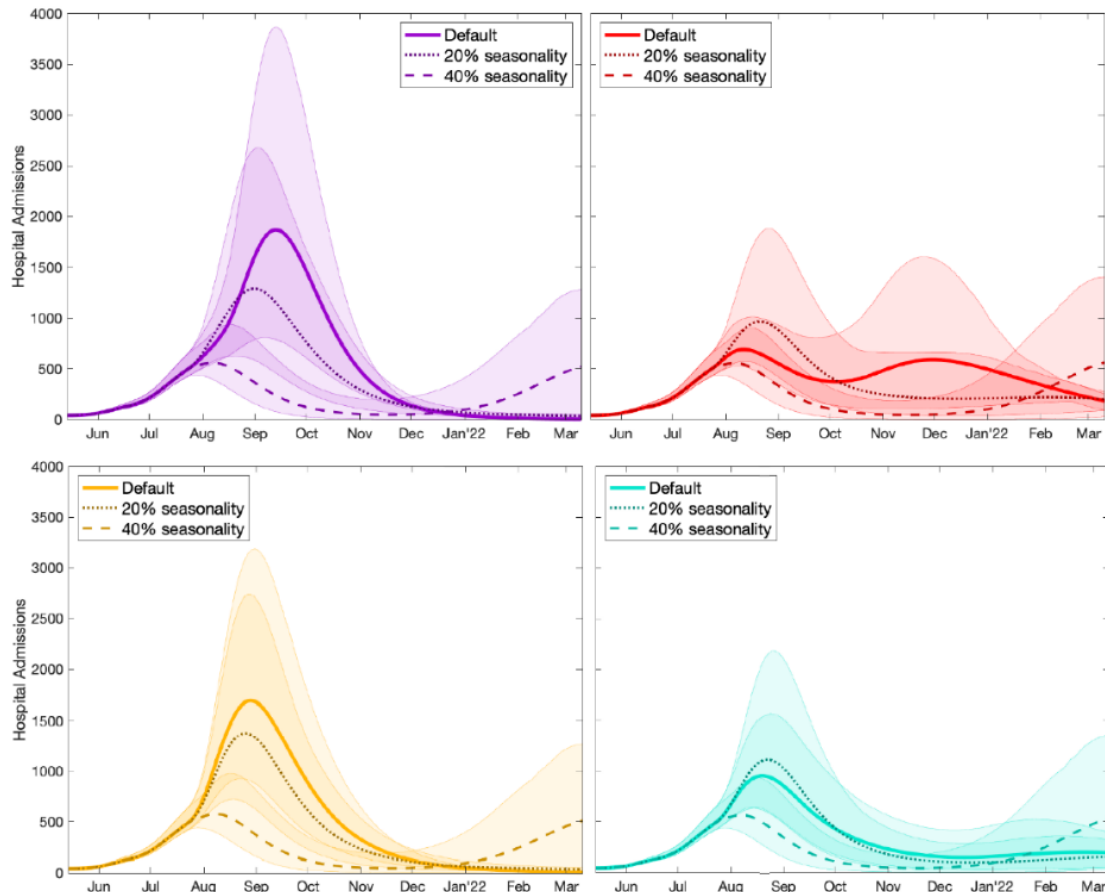 4000
3500
3000
2500
2000
1500
1000
500
0
Hospital Admissions
Default
20% seasonality
40% seasonality
Jun Jul Aug Sep Oct Nov Dec Jan'22 Feb Mar
Default
20% seasonality
40% seasonality
Jun Jul Aug Sep Oct Nov Dec Jan'22 Feb Mar
4000
3500
3000
2500
2000
1500
1000
500
0
Hospital Admissions
Default
20% seasonality
40% seasonality
Jun Jul Aug Sep Oct Nov Dec Jan'22 Feb Mar
Default
20% seasonality
40% seasonality
Jun Jul Aug Sep Oct Nov Dec Jan'22 Feb Mar